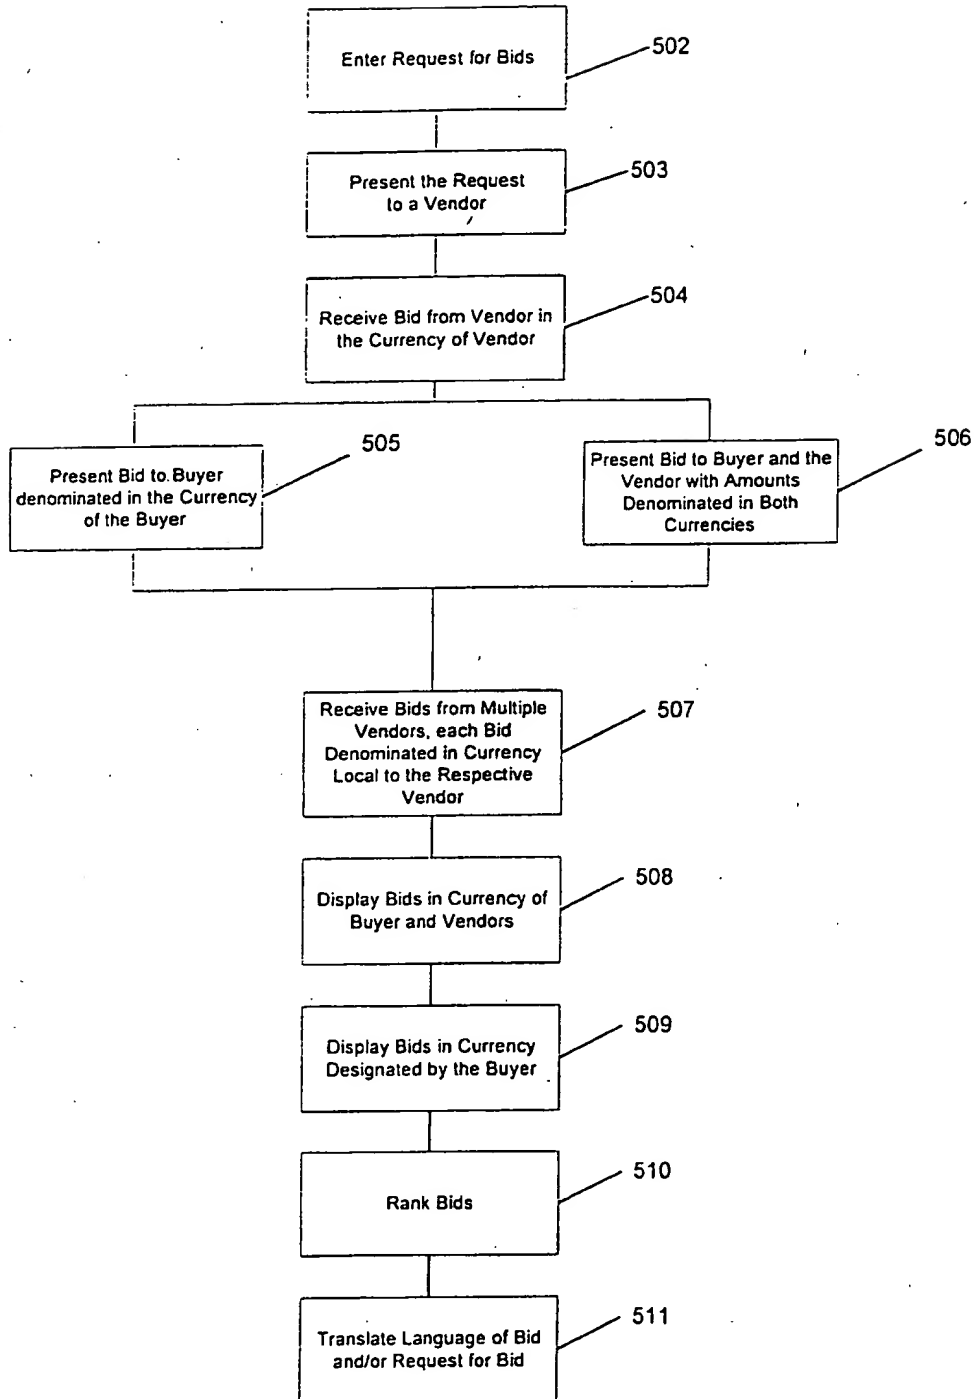 Enter Request for Bids
502
Present the Request
to a Vendor
503
Receive Bid from Vendor in
the Currency of Vendor
504
Present Bid to Buyer
denominated in the Currency
of the Buyer
505
Present Bid to Buyer and the
Vendor with Amounts
Denominated in Both
Currencies
506
Receive Bids from Multiple
Vendors, each Bid
Denominated in Currency
Local to the Respective
Vendor
507
Display Bids in Currency of
Buyer and Vendors
508
Display Bids in Currency
Designated by the Buyer
509
Rank Bids
510
Translate Language of Bid
and/or Request for Bid
511